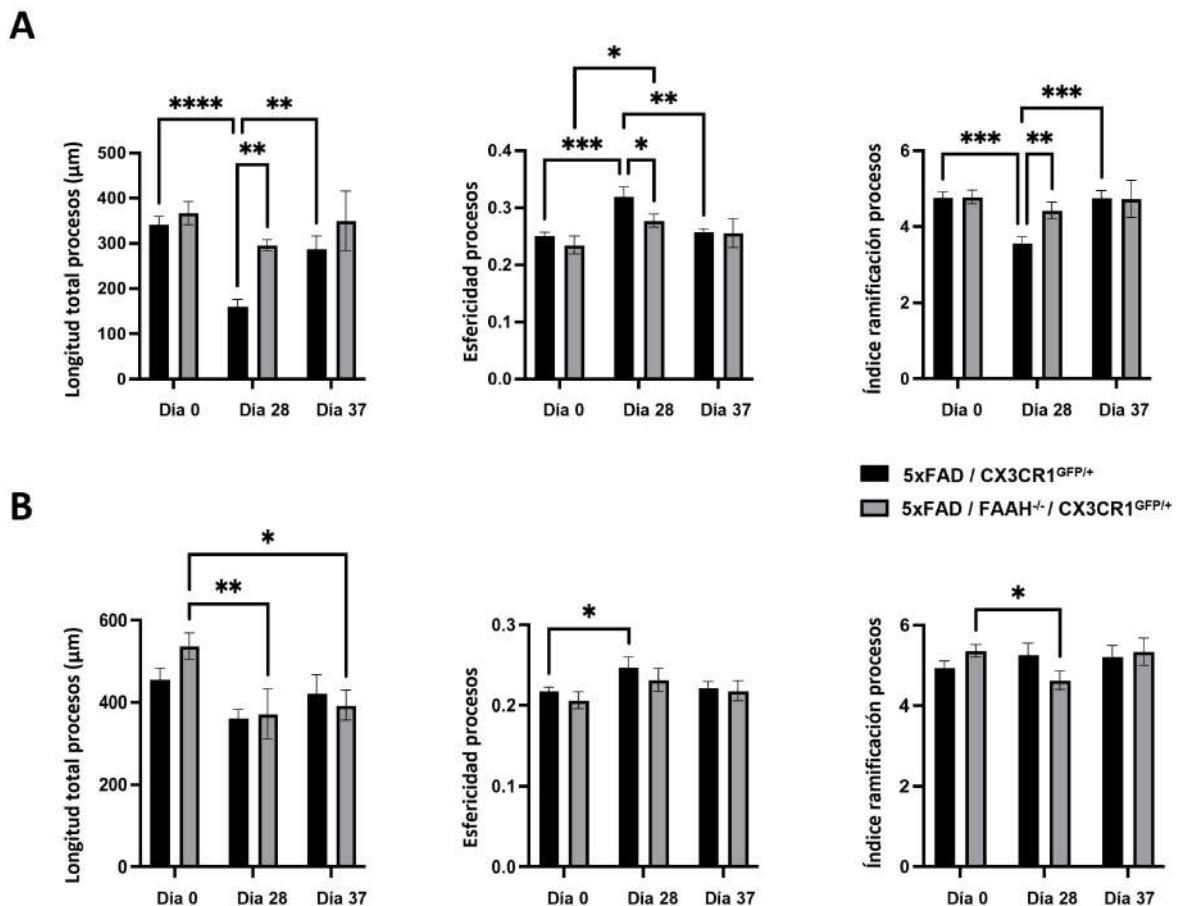 A
Longitud total procesos (µm)
500
400
300
200
100
0
****
**
**
Día 0 Día 28 Día 37
Esfericidad procesos
0.4
0.3
0.2
0.1
0.0
*
**
***
*
Día 0 Día 28 Día 37
Índice ramificación procesos
6
4
2
0
***
***
**
Día 0 Día 28 Día 37
5xFAD / CX3CR1GFP/+
5xFAD / FAAH-/- / CX3CR1GFP/+
B
Longitud total procesos (µm)
600
400
200
0
*
**
Día 0 Día 28 Día 37
Esfericidad procesos
0.3
0.2
0.1
0.0
*
Día 0 Día 28 Día 37
Índice ramificación procesos
6
4
2
0
*
Día 0 Día 28 Día 37